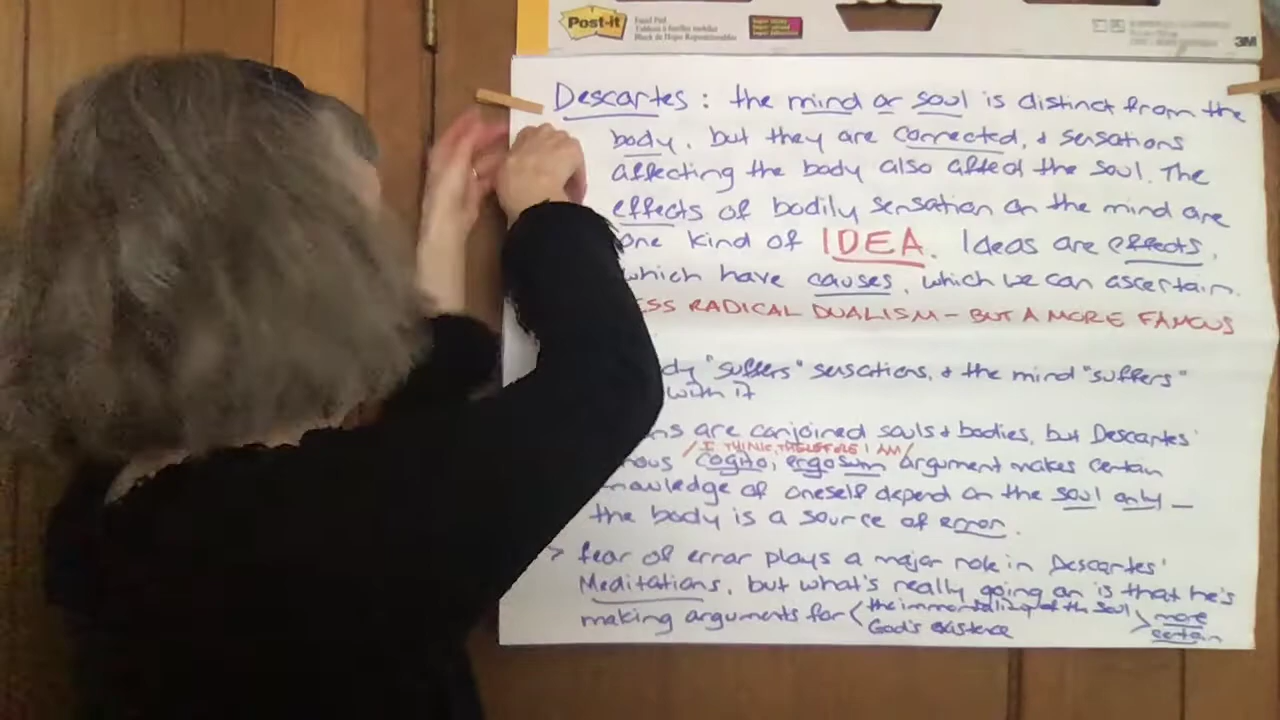 Post-it
Easel Pad
3M
Descartes: the mind or soul is distinct from the
body, but they are connected, & sensations
affecting the body also affect the soul. The
effects of bodily sensation on the mind are
one kind of IDEA. Ideas are effects,
which have causes, which we can ascertain.
ESS RADICAL DUALISM - BUT A MORE FAMOUS
dy "suffers" sensations, & the mind "suffers"
with it
ns are conjoined souls & bodies, but Descartes'
/I THINK, THEREFORE I AM/
mous cogito, ergo sum argument makes certain
nowledge of oneself depend on the soul only —
the body is a source of error.
> fear of error plays a major role in Descartes'
Meditations, but what's really going on is that he's
making arguments for < the immortality of the soul > more
God's existence certain